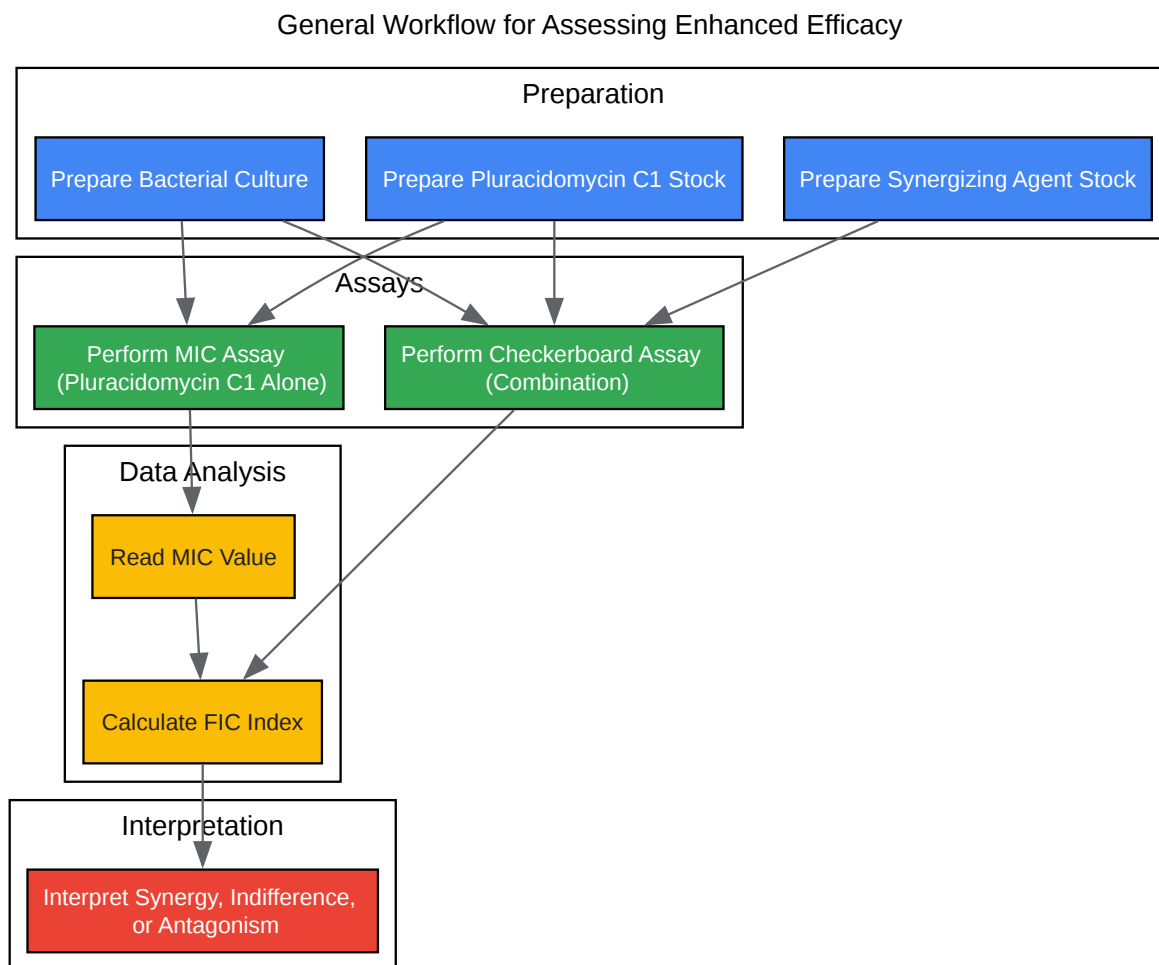 General Workflow for Assessing Enhanced Efficacy
Preparation
Prepare Bacterial Culture
Prepare Pluracidomycin C1 Stock
Prepare Synergizing Agent Stock
Assays
Perform MIC Assay
(Pluracidomycin C1 Alone)
Perform Checkerboard Assay
(Combination)
Data Analysis
Read MIC Value
Calculate FIC Index
Interpretation
Interpret Synergy, Indifference,
or Antagonism